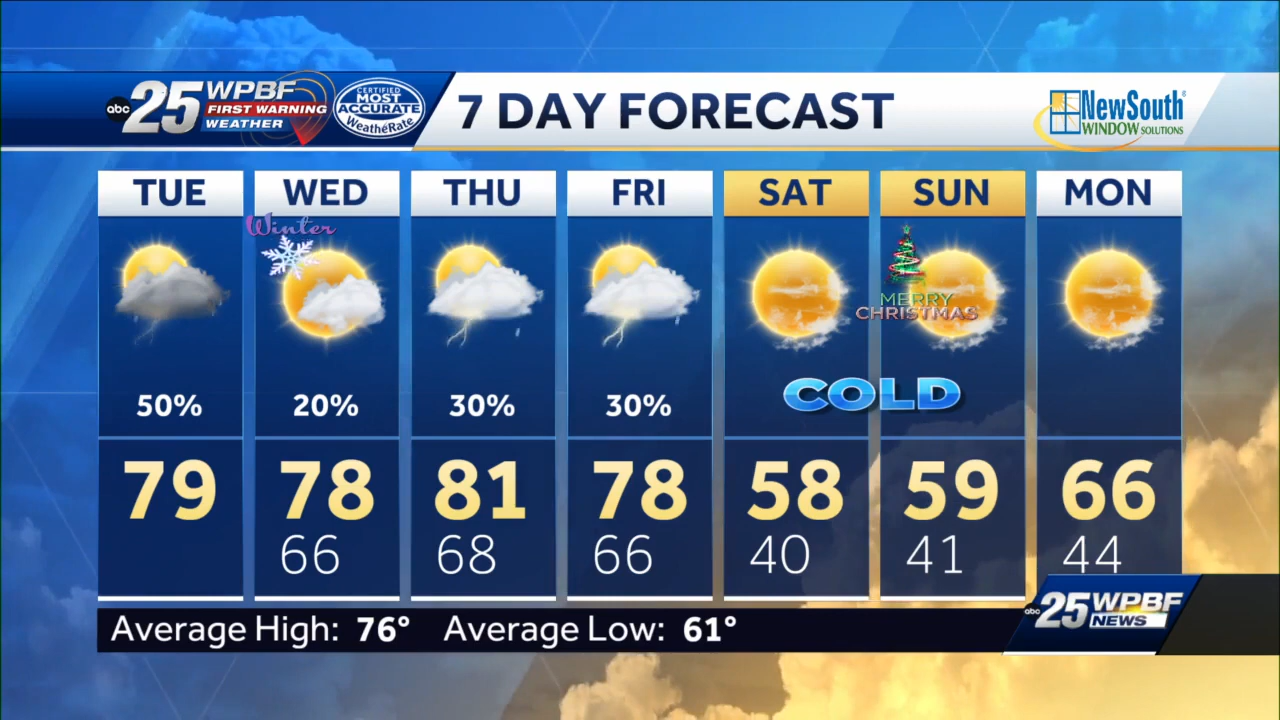 abc 25 WPBF
FIRST WARNING
WEATHER
CERTIFIED
MOST
ACCURATE
WeatheRate
7 DAY FORECAST
NewSouth
WINDOW SOLUTIONS
TUE WED THU FRI SAT SUN MON
Winter
MERRY
CHRISTMAS
50% 20% 30% 30%
COLD
79 78 81 78 58 59 66
66 68 66 40 41 44
Average High: 76° Average Low: 61°
abc 25 WPBF
NEWS